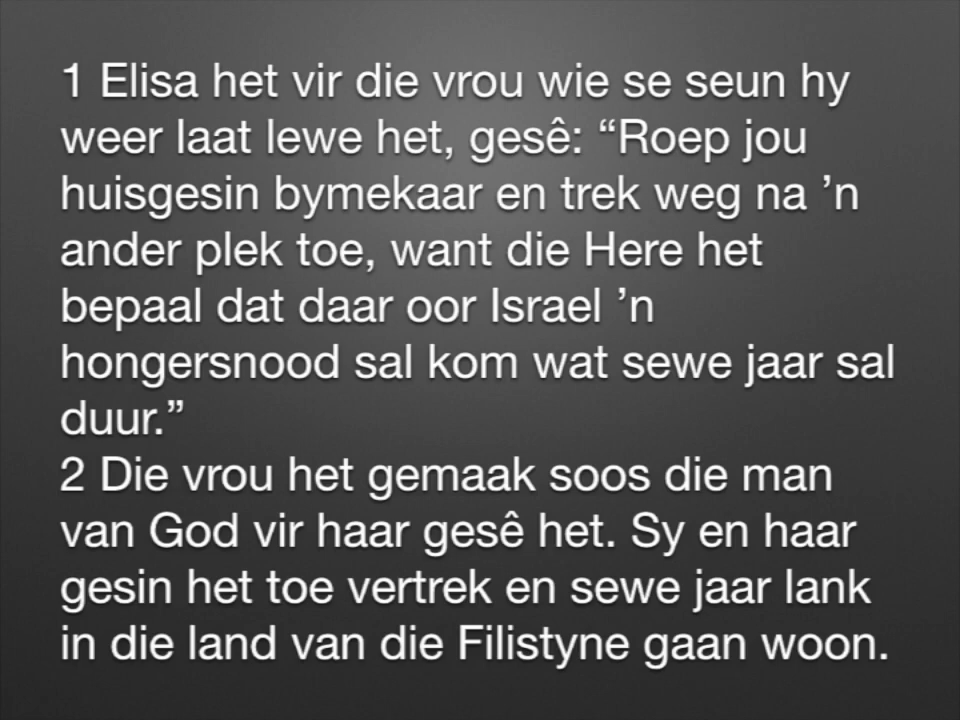 1 Elisa het vir die vrou wie se seun hy
weer laat lewe het, gesê: “Roep jou
huisgesin bymekaar en trek weg na ’n
ander plek toe, want die Here het
bepaal dat daar oor Israel ’n
hongersnood sal kom wat sewe jaar sal
duur.”
2 Die vrou het gemaak soos die man
van God vir haar gesê het. Sy en haar
gesin het toe vertrek en sewe jaar lank
in die land van die Filistyne gaan woon.